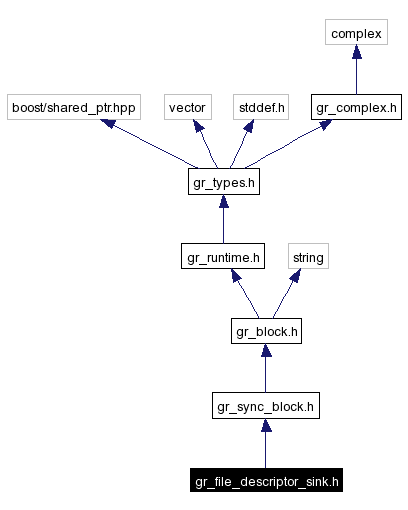 complex
boost/shared_ptr.hpp
vector
stddef.h
gr_complex.h
gr_types.h
gr_runtime.h
string
gr_block.h
gr_sync_block.h
gr_file_descriptor_sink.h